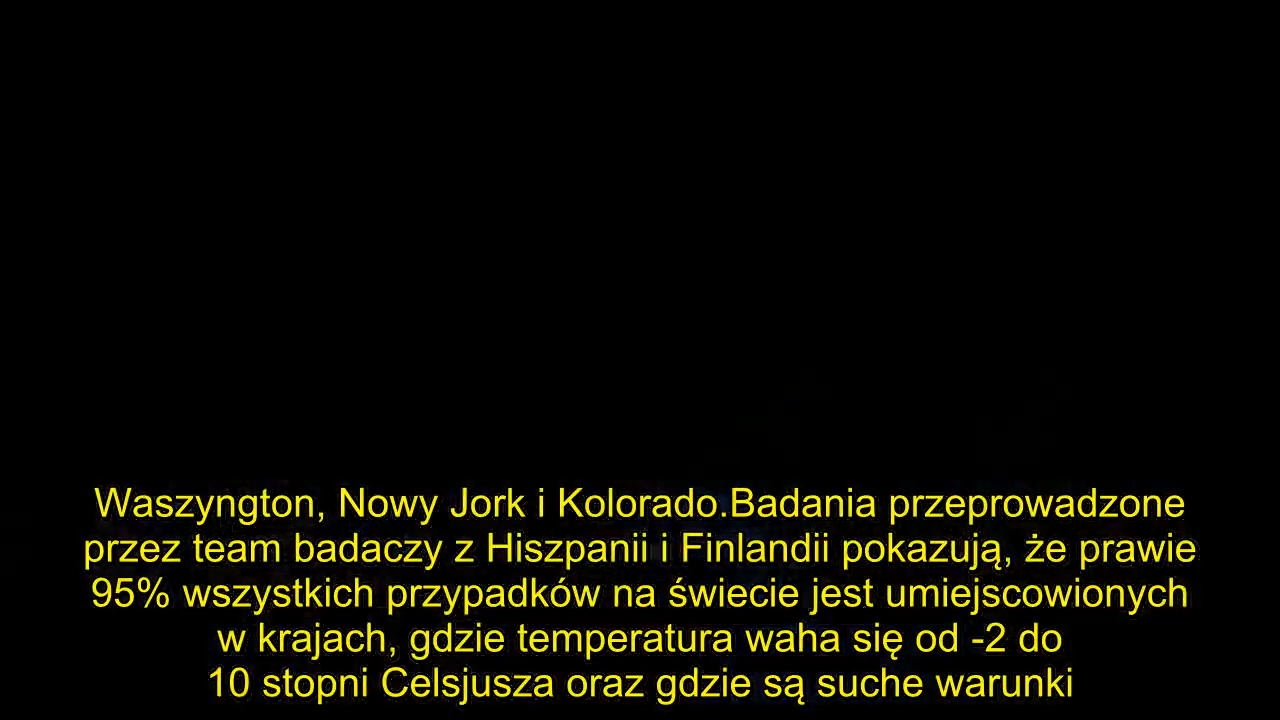 Waszyngton, Nowy Jork i Kolorado.Badania przeprowadzone
przez team badaczy z Hiszpanii i Finlandii pokazują, że prawie
95% wszystkich przypadków na świecie jest umiejscowionych
w krajach, gdzie temperatura waha się od -2 do
10 stopni Celsjusza oraz gdzie są suche warunki